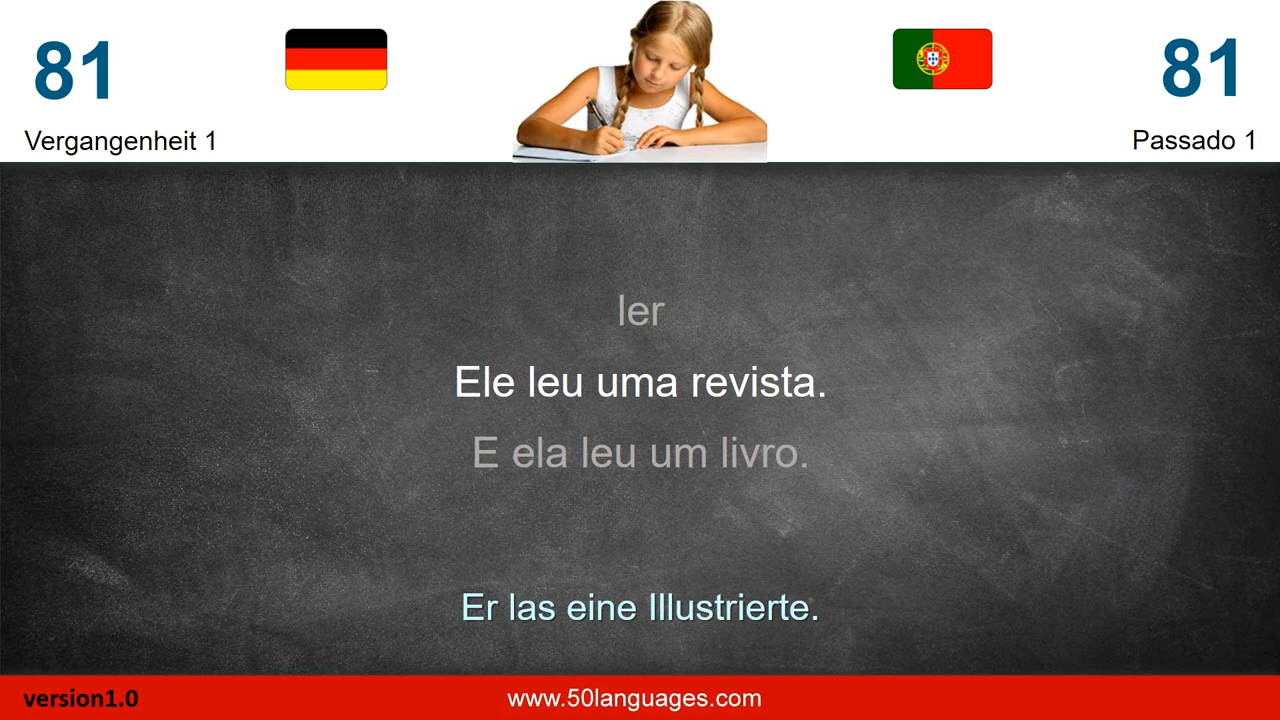 81
81
Vergangenheit 1
Passado 1
ler
Ele leu uma revista.
E ela leu um livro.
Er las eine Illustrierte.
version1.0
www.50languages.com